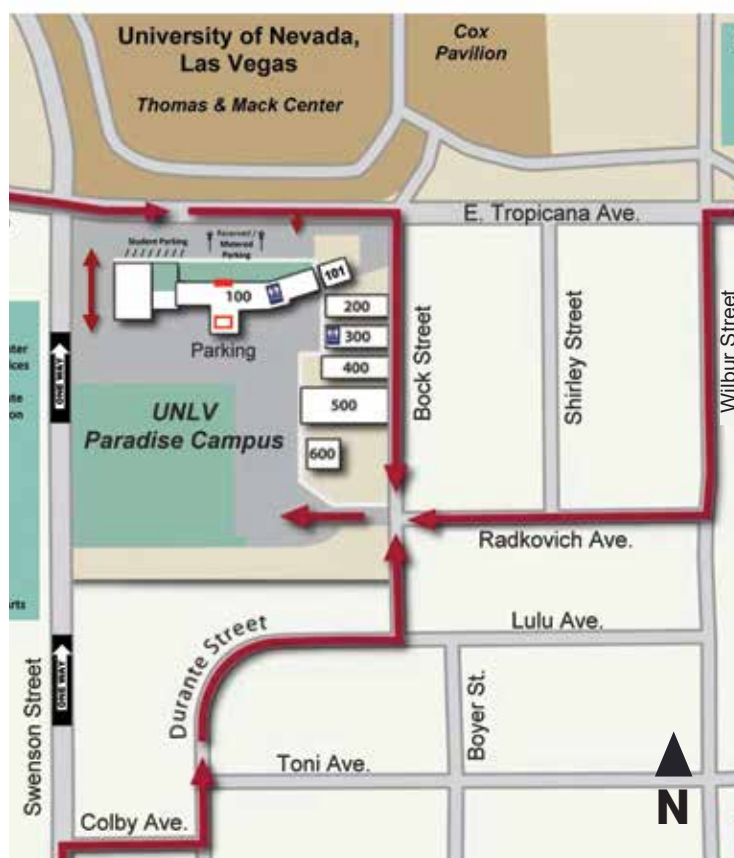 University of Nevada,
Las Vegas
Thomas & Mack Center
Cox
Pavilion
E. Tropicana Ave.
Student Parking
Reserved /
Metered
Parking
101
100
200
300
400
500
600
Parking
UNLV
Paradise Campus
Bock Street
Shirley Street
Wilbur Street
ONE WAY
Radkovich Ave.
Lulu Ave.
Durante Street
ONE WAY
Swenson Street
Boyer St.
Toni Ave.
Colby Ave.
N